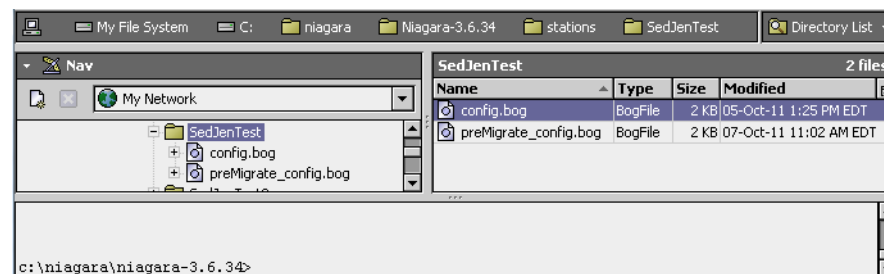 My File System C: niagara Niagara-3.6.34 stations SedJenTest Directory List
Nav
My Network
SedJenTest
config.bog
preMigrate_config.bog
SedJenTest 2 files
Name Type Size Modified
config.bog BogFile 2 KB 05-Oct-11 1:25 PM EDT
preMigrate_config.bog BogFile 2 KB 07-Oct-11 11:02 AM EDT
c:\niagara\niagara-3.6.34>